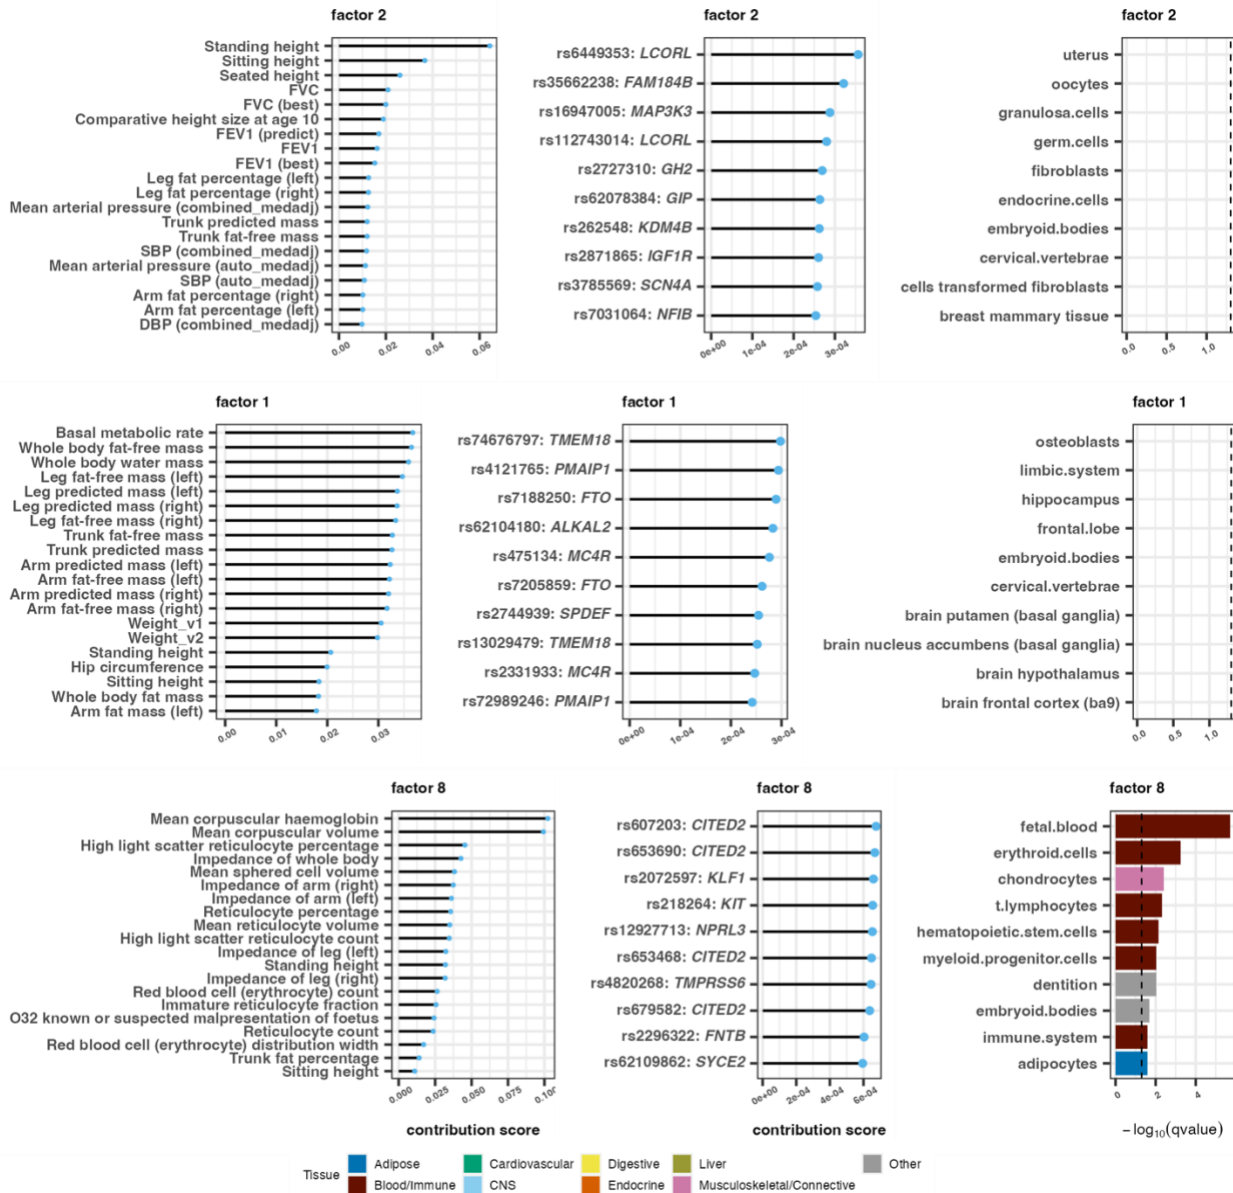 factor 2
Standing height
Sitting height
Seated height
FVC
FVC (best)
Comparative height size at age 10
FEV1 (predict)
FEV1
FEV1 (best)
Leg fat percentage (left)
Leg fat percentage (right)
Mean arterial pressure (combined_medadj)
Trunk predicted mass
Trunk fat-free mass
SBP (combined_medadj)
Mean arterial pressure (auto_medadj)
SBP (auto_medadj)
Arm fat percentage (right)
Arm fat percentage (left)
DBP (combined_medadj)
0.00 0.02 0.04 0.06
factor 2
rs6449353: LCORL
rs35662238: FAM184B
rs16947005: MAP3K3
rs112743014: LCORL
rs2727310: GH2
rs62078384: GIP
rs262548: KDM4B
rs2871865: IGF1R
rs3785569: SCN4A
rs7031064: NFIB
0e+00 1e-04 2e-04 3e-04
factor 2
uterus
oocytes
granulosa.cells
germ.cells
fibroblasts
endocrine.cells
embryoid.bodies
cervical.vertebrae
cells transformed fibroblasts
breast mammary tissue
0.0 0.5 1.0
factor 1
Basal metabolic rate
Whole body fat-free mass
Whole body water mass
Leg fat-free mass (left)
Leg predicted mass (left)
Leg predicted mass (right)
Leg fat-free mass (right)
Trunk fat-free mass
Trunk predicted mass
Arm predicted mass (left)
Arm fat-free mass (left)
Arm predicted mass (right)
Arm fat-free mass (right)
Weight_v1
Weight_v2
Standing height
Hip circumference
Sitting height
Whole body fat mass
Arm fat mass (left)
0.00 0.01 0.02 0.03
factor 1
rs74676797: TMEM18
rs4121765: PMAIP1
rs7188250: FTO
rs62104180: ALKAL2
rs475134: MC4R
rs7205859: FTO
rs2744939: SPDEF
rs13029479: TMEM18
rs2331933: MC4R
rs72989246: PMAIP1
0e+00 1e-04 2e-04 3e-04
factor 1
osteoblasts
limbic.system
hippocampus
frontal.lobe
embryoid.bodies
cervical.vertebrae
brain putamen (basal ganglia)
brain nucleus accumbens (basal ganglia)
brain hypothalamus
brain frontal cortex (ba9)
0.0 0.5 1.0
factor 8
Mean corpuscular haemoglobin
Mean corpuscular volume
High light scatter reticulocyte percentage
Impedance of whole body
Mean sphered cell volume
Impedance of arm (right)
Impedance of arm (left)
Reticulocyte percentage
Mean reticulocyte volume
High light scatter reticulocyte count
Impedance of leg (left)
Standing height
Impedance of leg (right)
Red blood cell (erythrocyte) count
Immature reticulocyte fraction
O32 known or suspected malpresentation of foetus
Reticulocyte count
Red blood cell (erythrocyte) distribution width
Trunk fat percentage
Sitting height
0.000 0.025 0.050 0.075 0.100
contribution score
factor 8
rs607203: CITED2
rs653690: CITED2
rs2072597: KLF1
rs218264: KIT
rs12927713: NPRL3
rs653468: CITED2
rs4820268: TMPRSS6
rs679582: CITED2
rs2296322: FNTB
rs62109862: SYCE2
0e+00 2e-04 4e-04 6e-04
contribution score
factor 8
fetal.blood
erythroid.cells
chondrocytes
t.lymphocytes
hematopoietic.stem.cells
myeloid.progenitor.cells
dentition
embryoid.bodies
immune.system
adipocytes
0 2 4
−log10(qvalue)
Tissue
Adipose Cardiovascular Digestive Liver Other
Blood/Immune CNS Endocrine Musculoskeletal/Connective